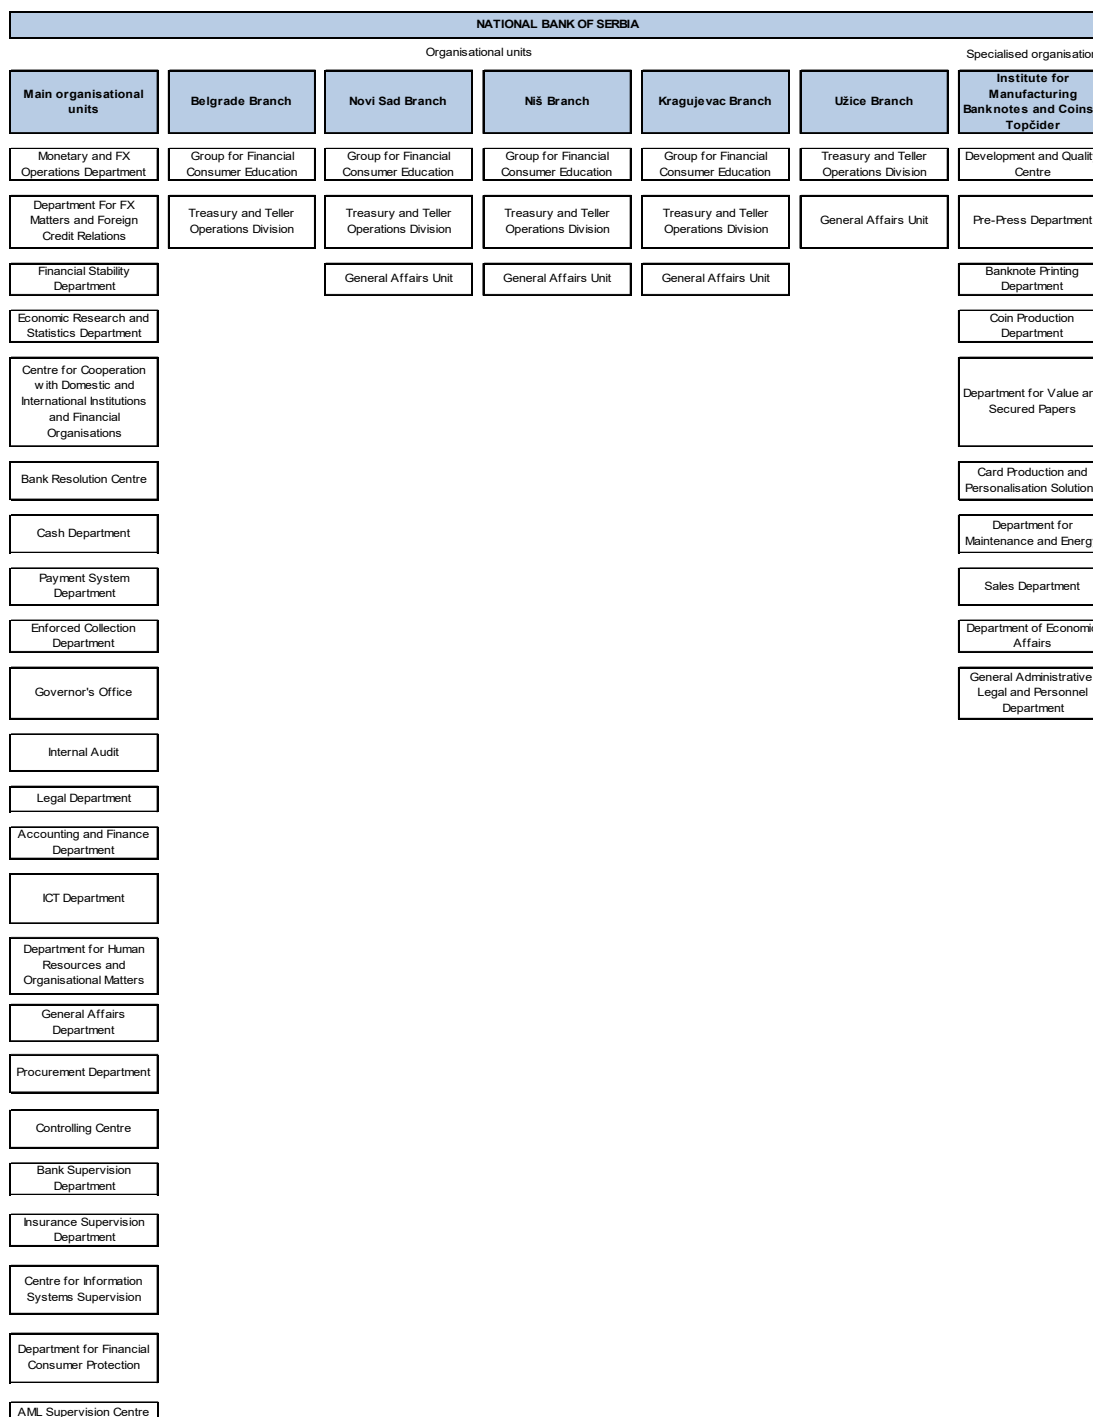 NATIONAL BANK OF SERBIA
Organisational units
Specialised organisation
Main organisational
units
Belgrade Branch
Novi Sad Branch
Niš Branch
Kragujevac Branch
Užice Branch
Institute for
Manufacturing
Banknotes and Coins
Topčider
Monetary and FX
Operations Department
Group for Financial
Consumer Education
Group for Financial
Consumer Education
Group for Financial
Consumer Education
Group for Financial
Consumer Education
Treasury and Teller
Operations Division
Development and Quality
Centre
Department For FX
Matters and Foreign
Credit Relations
Treasury and Teller
Operations Division
Treasury and Teller
Operations Division
Treasury and Teller
Operations Division
Treasury and Teller
Operations Division
General Affairs Unit
Pre-Press Department
Financial Stability
Department
General Affairs Unit
General Affairs Unit
General Affairs Unit
Banknote Printing
Department
Economic Research and
Statistics Department
Coin Production
Department
Centre for Cooperation
with Domestic and
International Institutions
and Financial
Organisations
Department for Value an
Secured Papers
Bank Resolution Centre
Card Production and
Personalisation Solution
Cash Department
Department for
Maintenance and Energy
Payment System
Department
Sales Department
Enforced Collection
Department
Department of Economic
Affairs
Governor's Office
General Administrative
Legal and Personnel
Department
Internal Audit
Legal Department
Accounting and Finance
Department
ICT Department
Department for Human
Resources and
Organisational Matters
General Affairs
Department
Procurement Department
Controlling Centre
Bank Supervision
Department
Insurance Supervision
Department
Centre for Information
Systems Supervision
Department for Financial
Consumer Protection
AML Supervision Centre